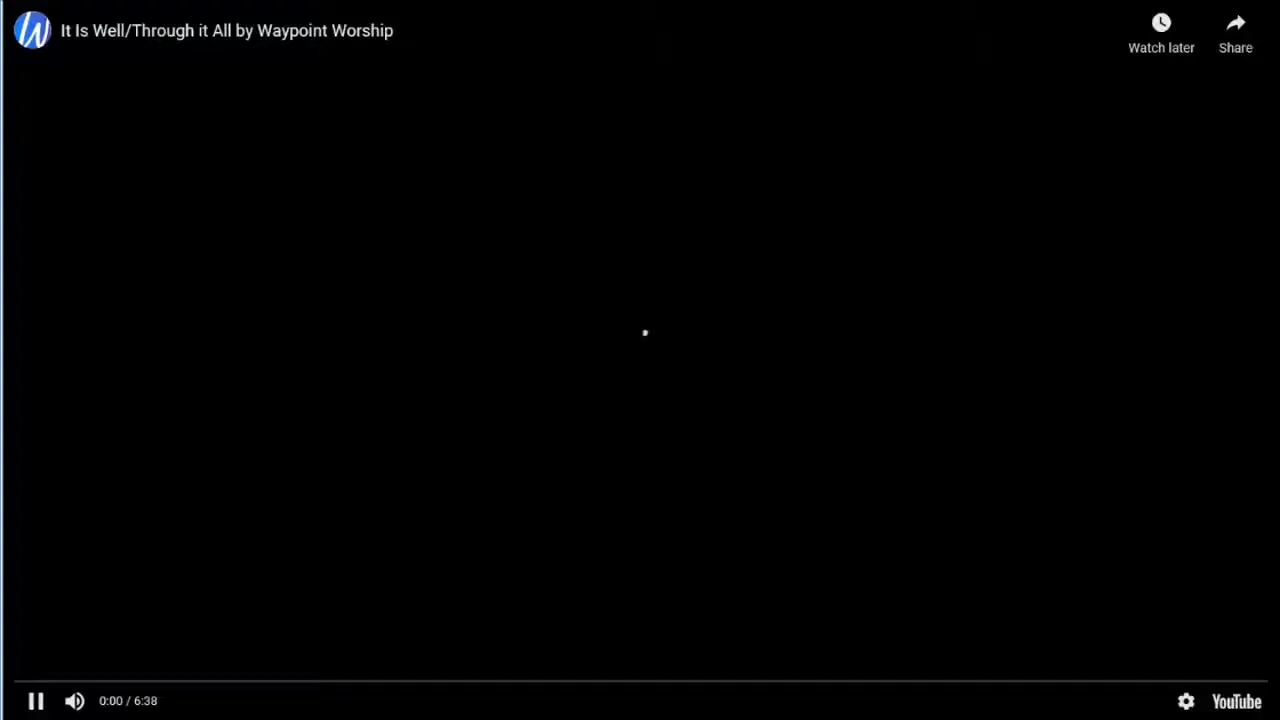 It Is Well/Through it All by Waypoint Worship
Watch later
Share
0:00 / 6:38
YouTube